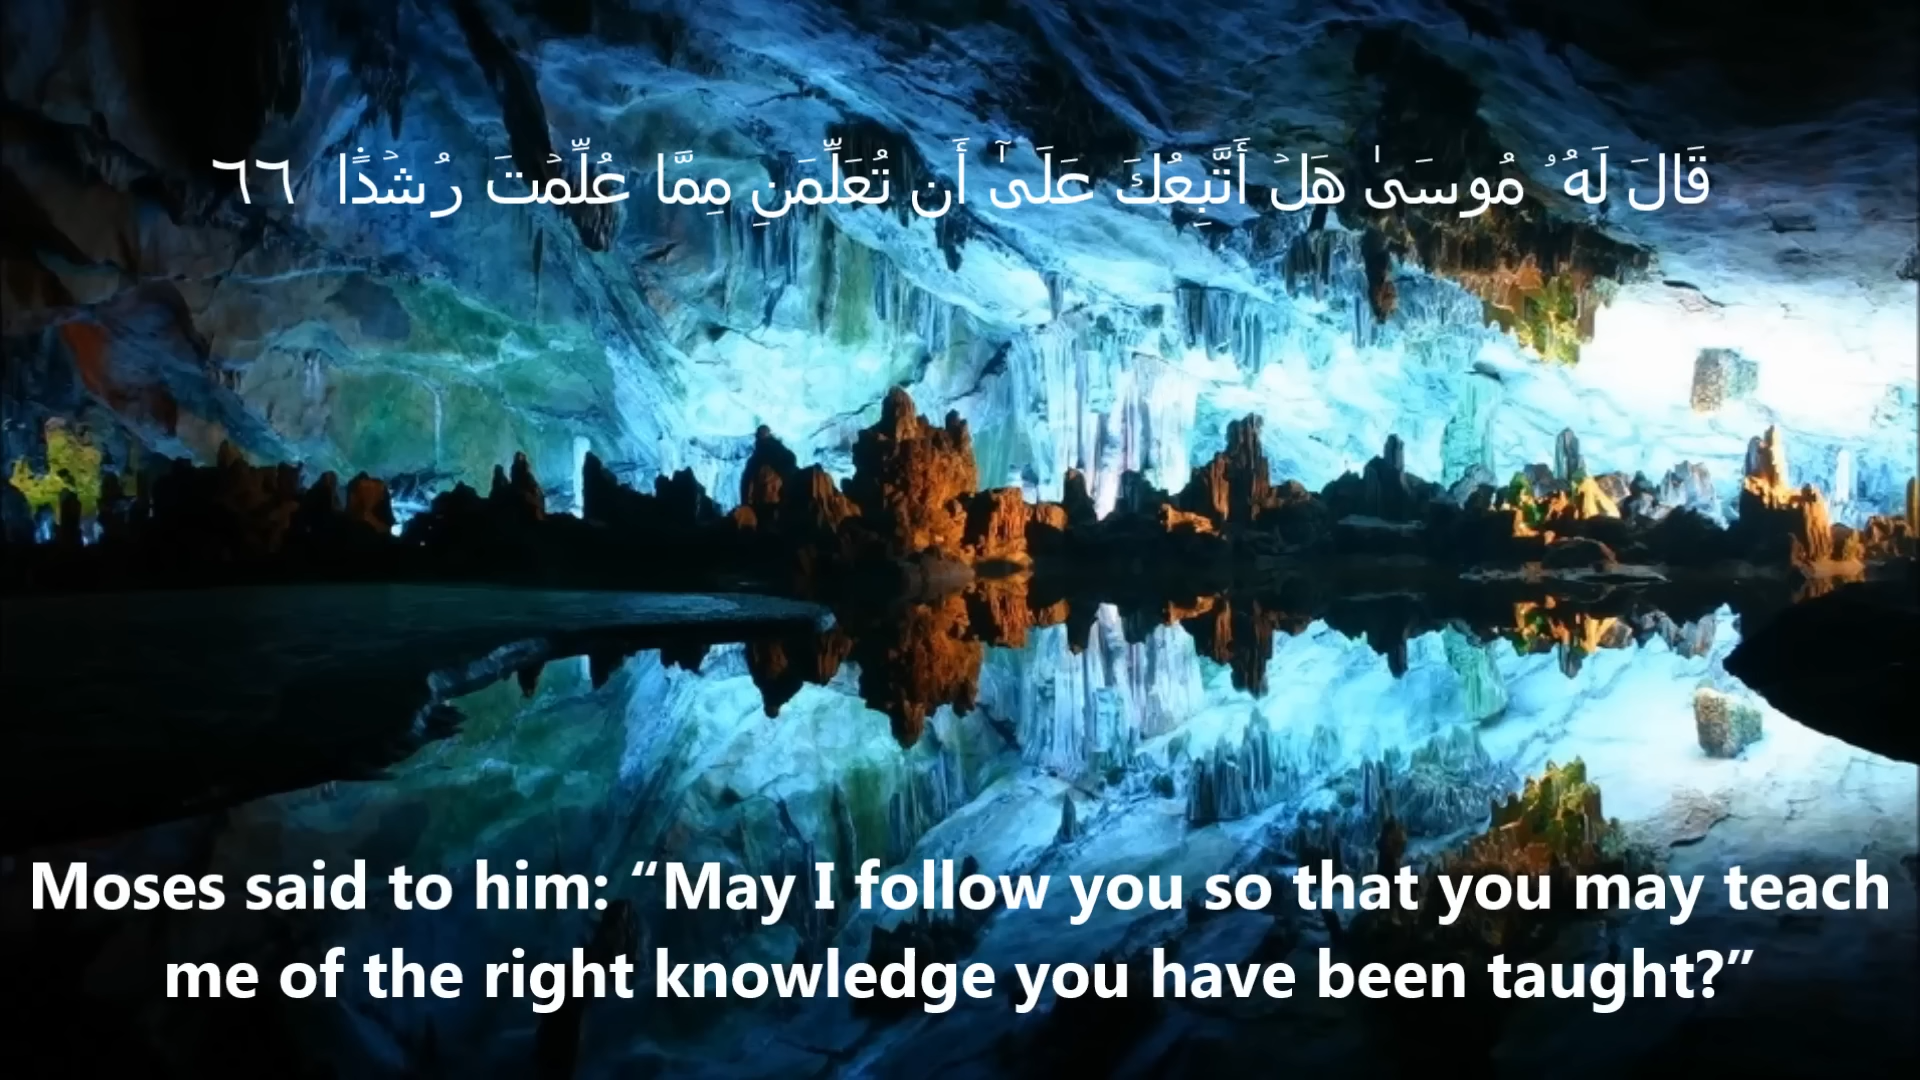 قَالَ لَهُۥ مُوسَىٰ هَلۡ أَتَّبِعُكَ عَلَىٰٓ أَن تُعَلِّمَنِ مِمَّا عُلِّمۡتَ رُشۡدٗا ٦٦
Moses said to him: “May I follow you so that you may teach
me of the right knowledge you have been taught?”